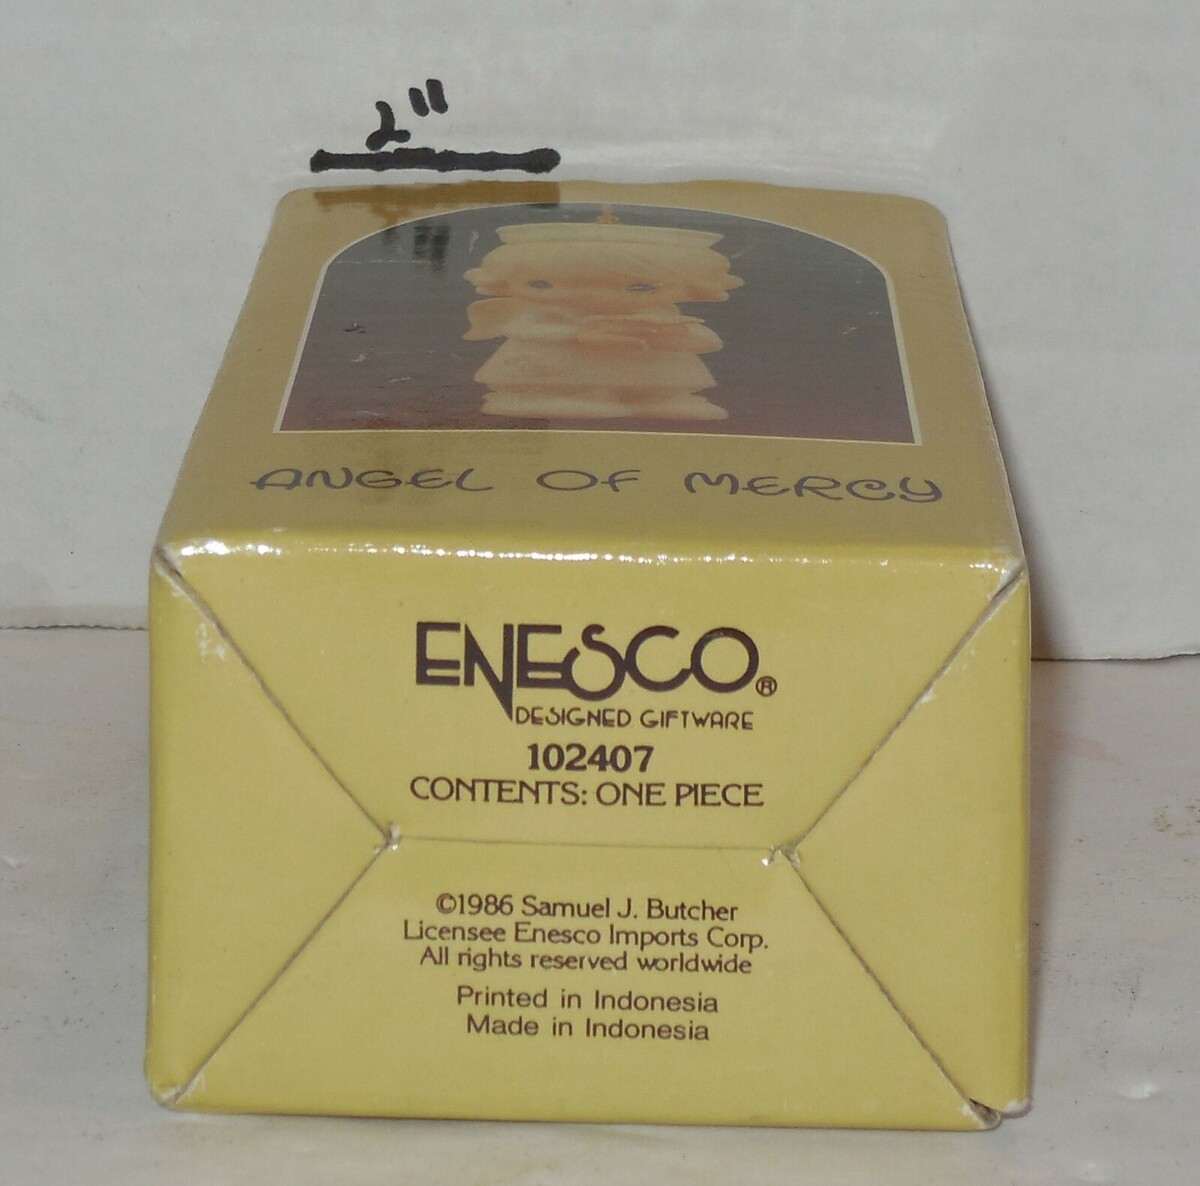 2"
ANGEL OF MERCY
ENESCO®
DESIGNED GIFTWARE
102407
CONTENTS: ONE PIECE
©1986 Samuel J. Butcher
Licensee Enesco Imports Corp.
All rights reserved worldwide
Printed in Indonesia
Made in Indonesia